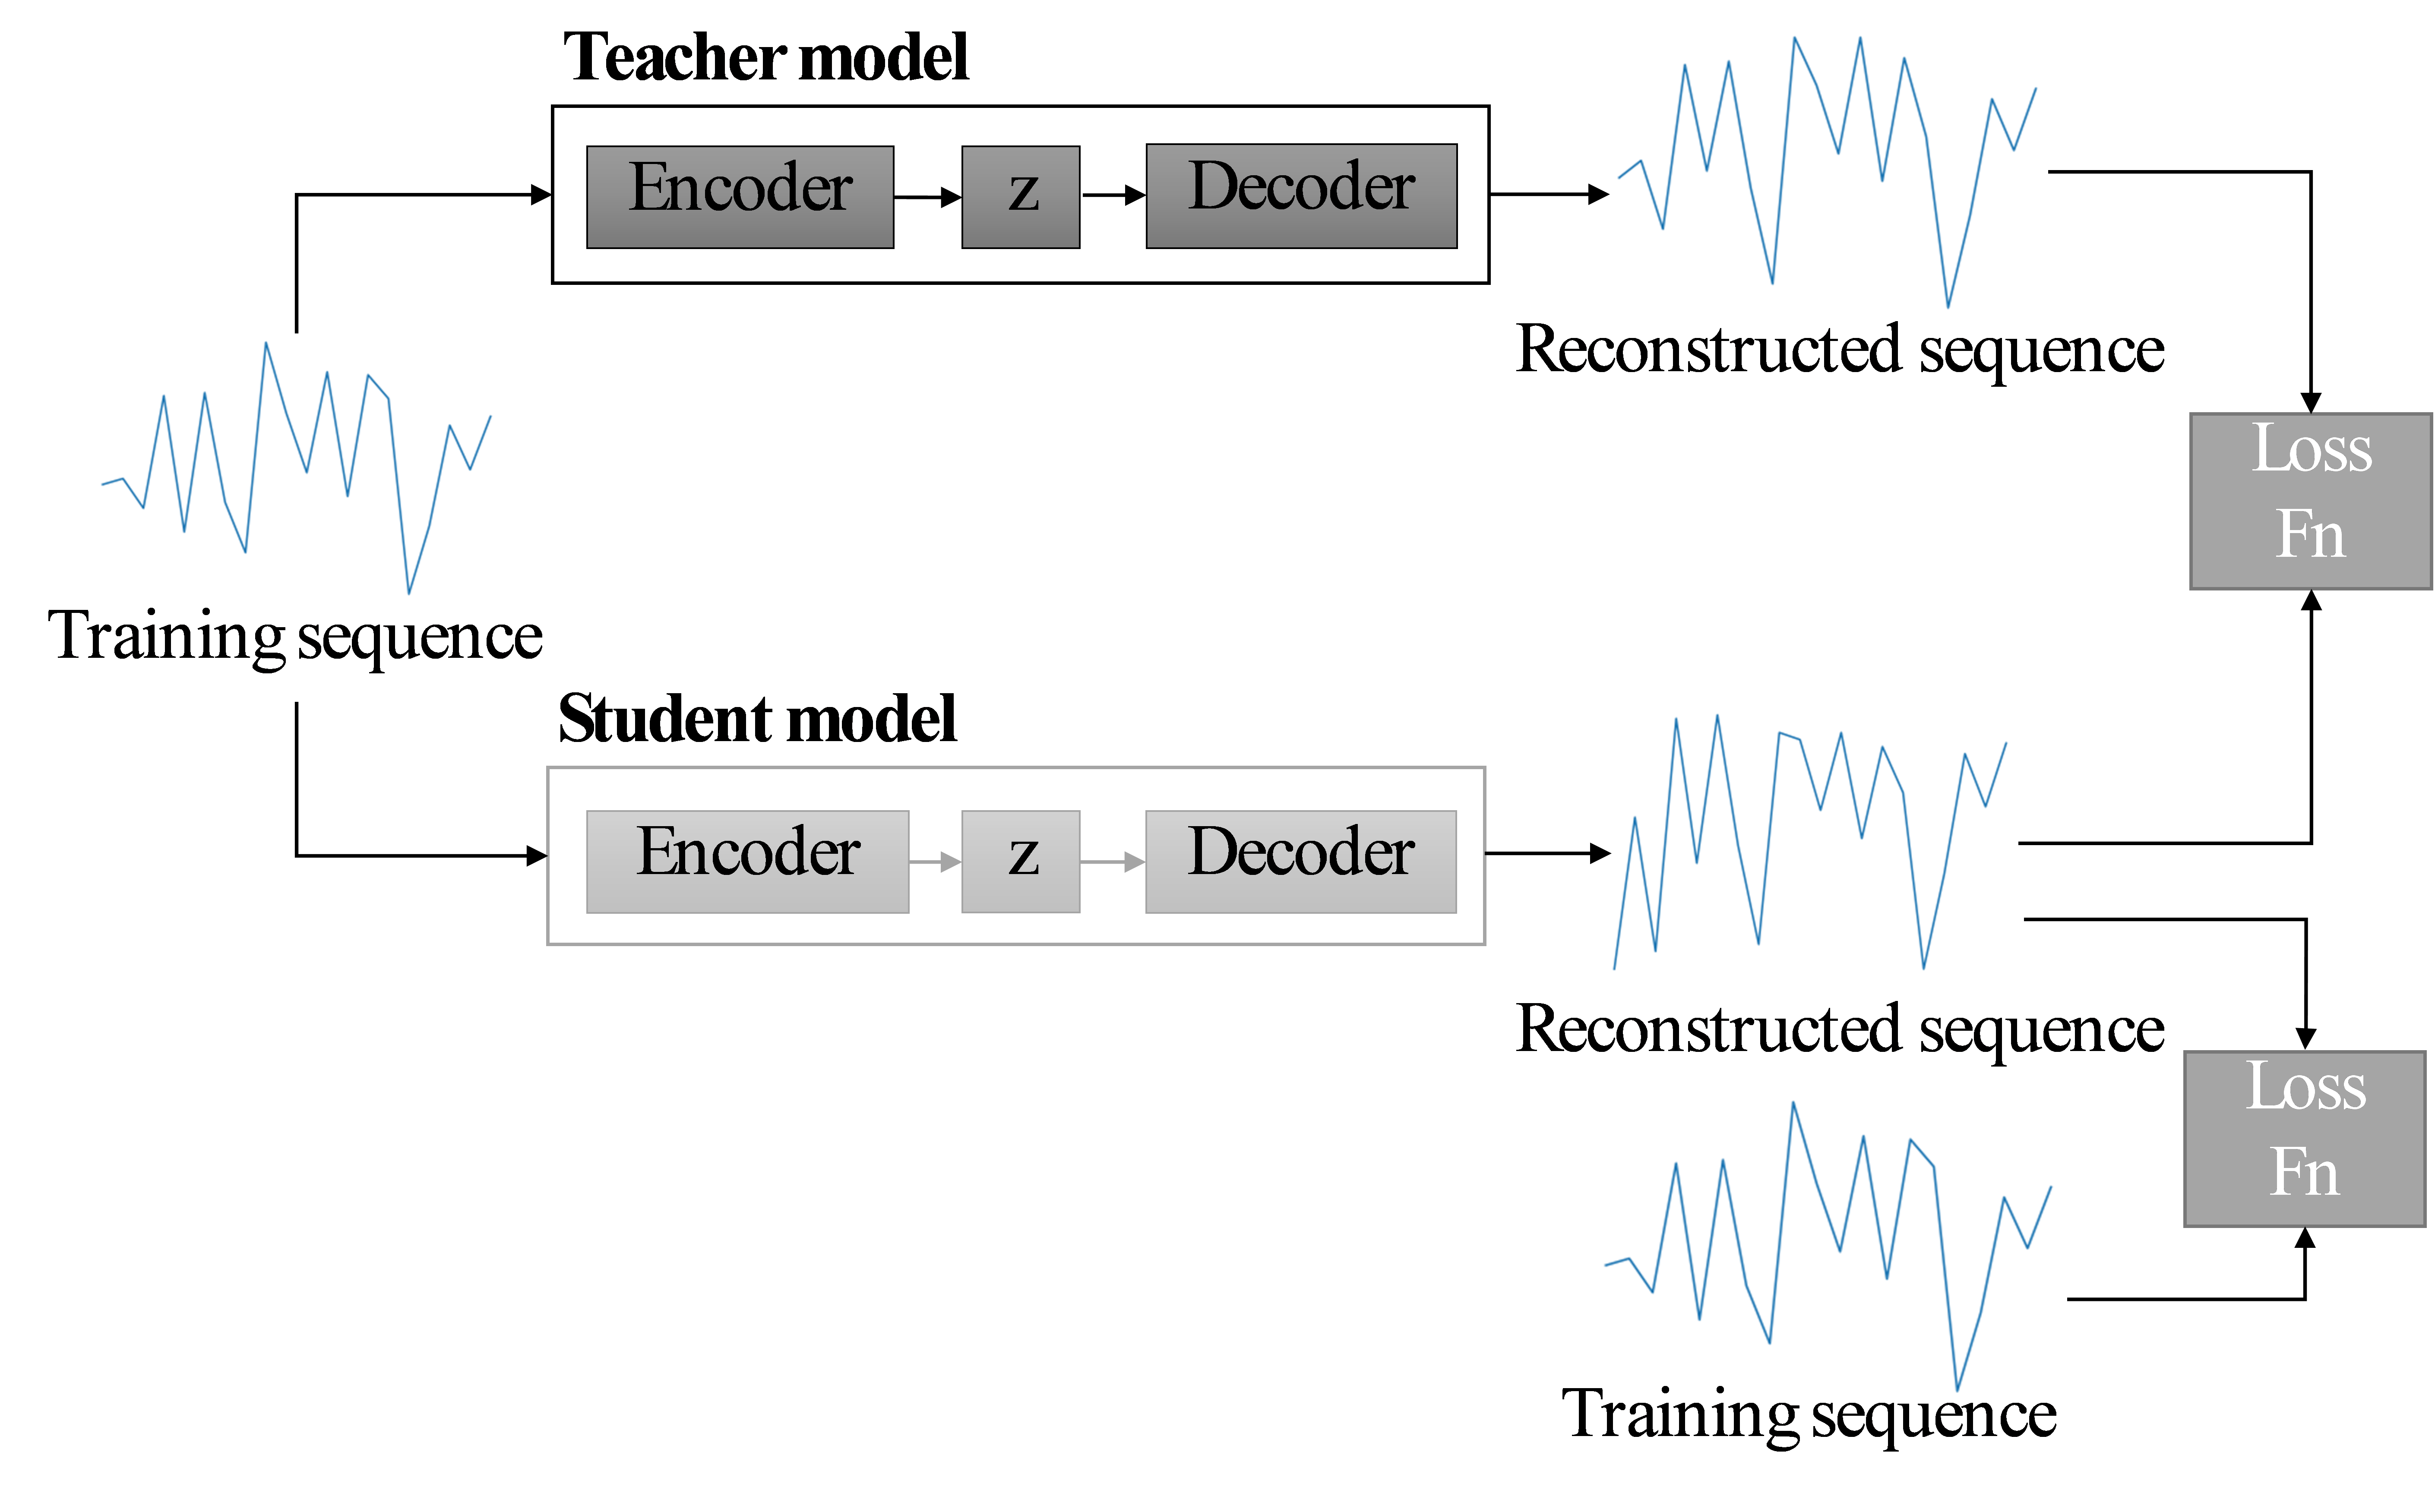 Teacher model
Encoder
z
Decoder
Reconstructed sequence
Loss
Fn
Training sequence
Student model
Encoder
z
Decoder
Reconstructed sequence
Loss
Fn
Training sequence